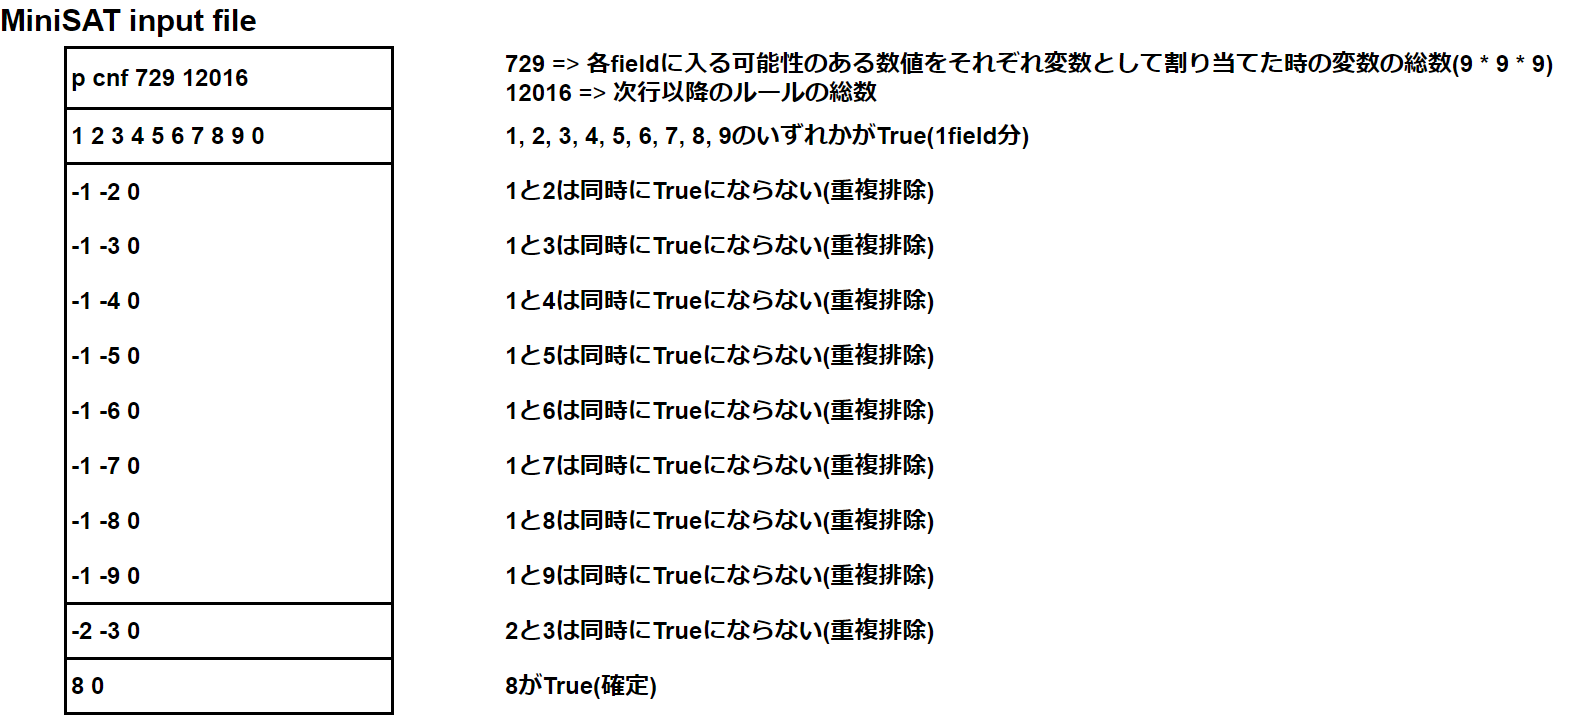 MiniSAT input file
p cnf 729 12016
729 => 各fieldに入る可能性のある数値をそれぞれ変数として割り当てた時の変数の総数(9 * 9 * 9)
12016 => 次行以降のルールの総数
1 2 3 4 5 6 7 8 9 0
1, 2, 3, 4, 5, 6, 7, 8, 9のいずれかがTrue(1field分)
-1 -2 0
1と2は同時にTrueにならない(重複排除)
-1 -3 0
1と3は同時にTrueにならない(重複排除)
-1 -4 0
1と4は同時にTrueにならない(重複排除)
-1 -5 0
1と5は同時にTrueにならない(重複排除)
-1 -6 0
1と6は同時にTrueにならない(重複排除)
-1 -7 0
1と7は同時にTrueにならない(重複排除)
-1 -8 0
1と8は同時にTrueにならない(重複排除)
-1 -9 0
1と9は同時にTrueにならない(重複排除)
-2 -3 0
2と3は同時にTrueにならない(重複排除)
8 0
8がTrue(確定)